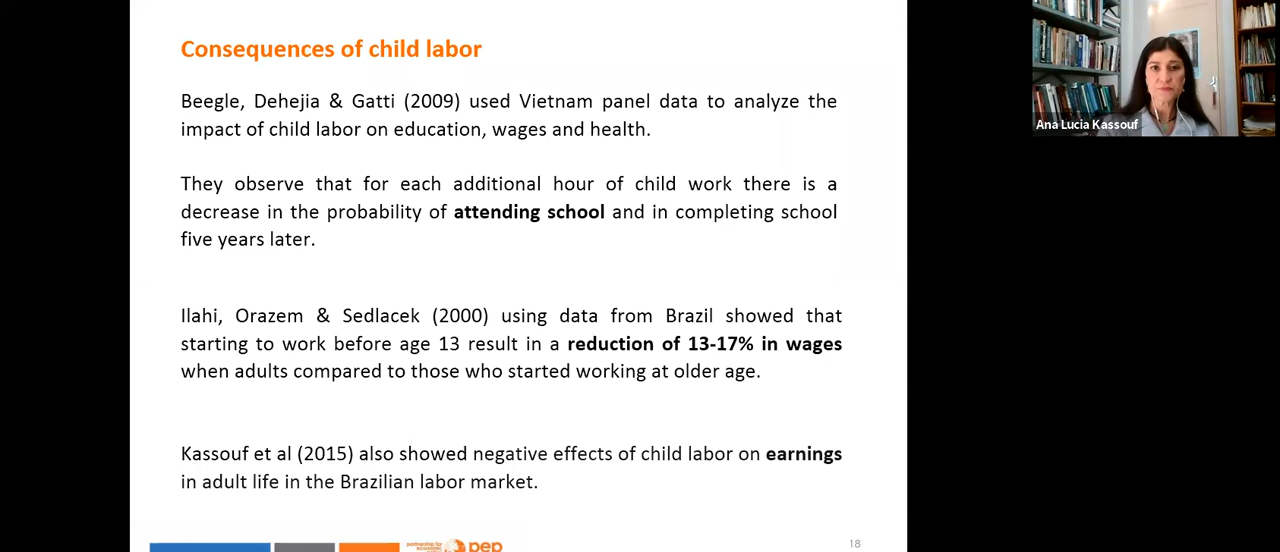 Consequences of child labor
Beegle, Dehejia & Gatti (2009) used Vietnam panel data to analyze the
impact of child labor on education, wages and health.
They observe that for each additional hour of child work there is a
decrease in the probability of attending school and in completing school
five years later.
Ilahi, Orazem & Sedlacek (2000) using data from Brazil showed that
starting to work before age 13 result in a reduction of 13-17% in wages
when adults compared to those who started working at older age.
Kassouf et al (2015) also showed negative effects of child labor on earnings
in adult life in the Brazilian labor market.
partnership for
economic
pep
18
Ana Lucia Kassouf